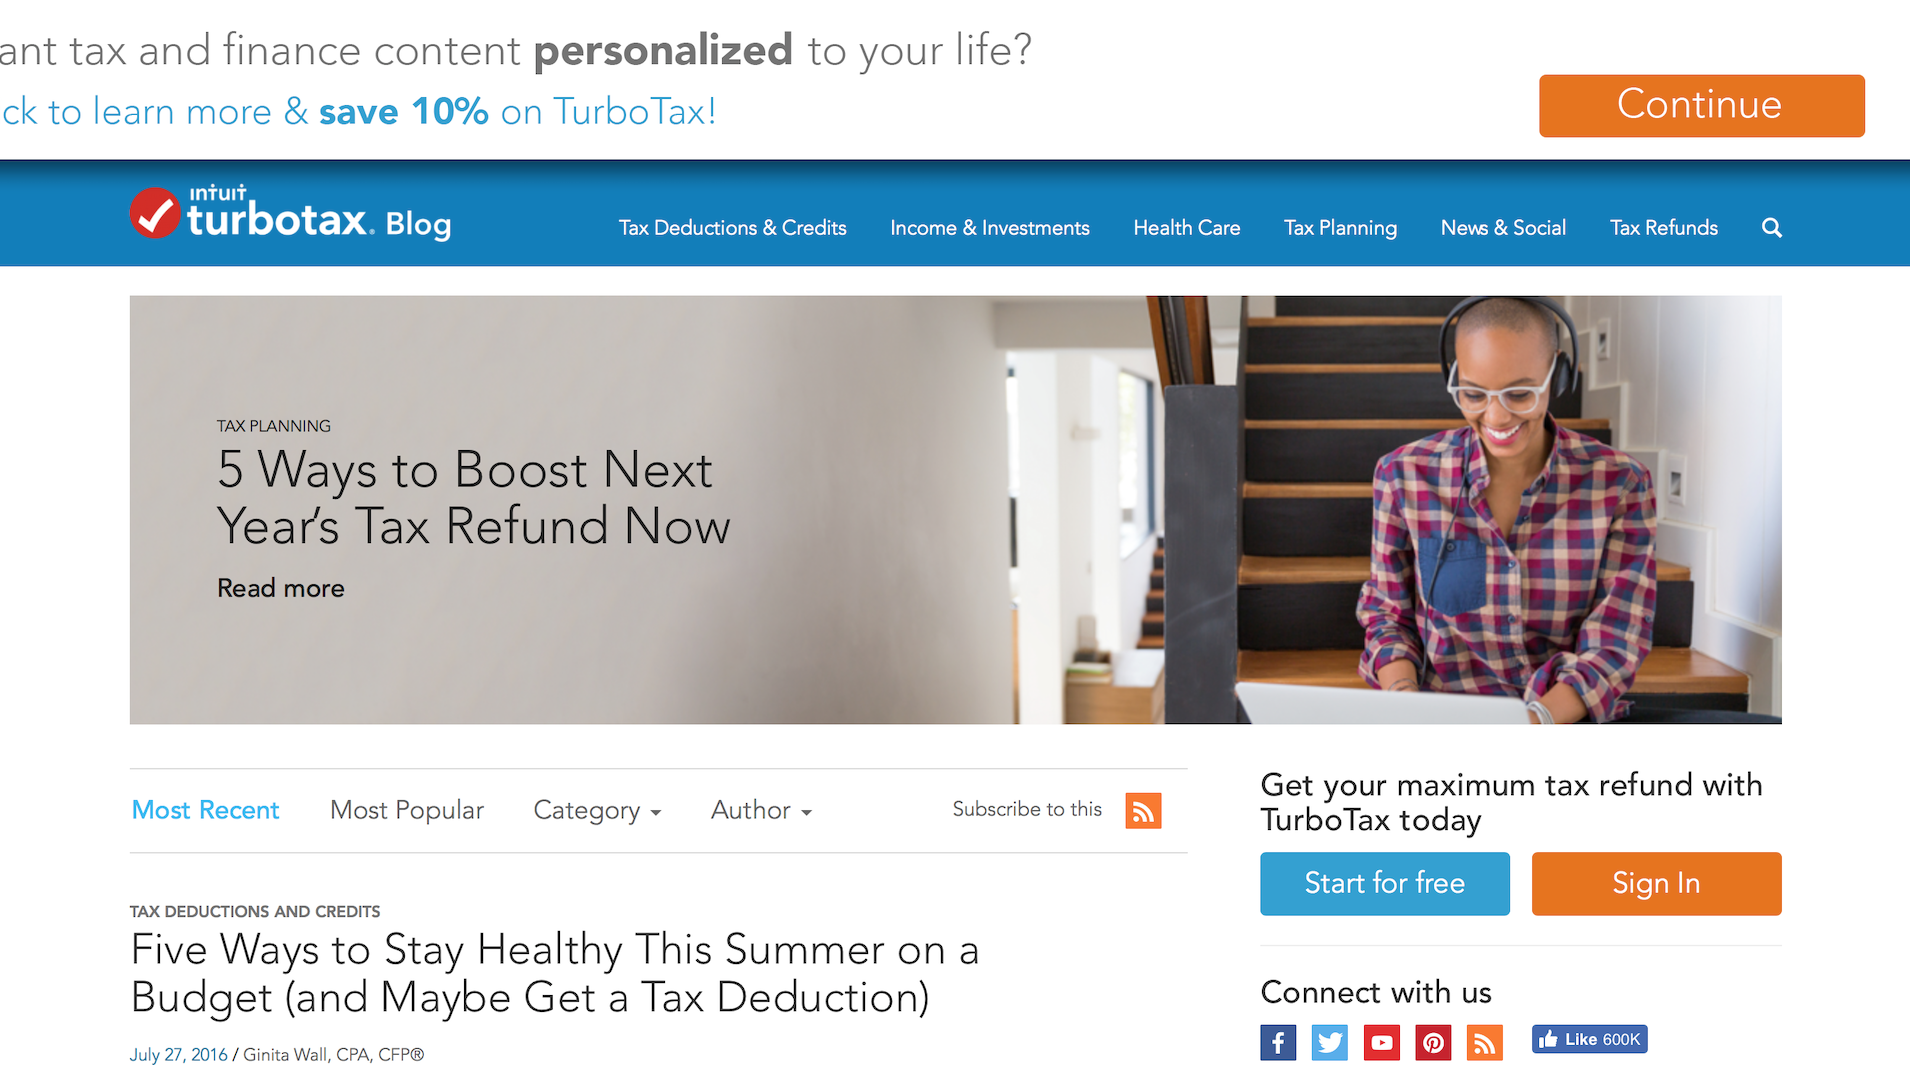 ant tax and finance content personalized to your life?
ck to learn more & save 10% on TurboTax!
Continue
intuit
turbotax. Blog
Tax Deductions & Credits
Income & Investments
Health Care
Tax Planning
News & Social
Tax Refunds
TAX PLANNING
5 Ways to Boost Next
Year's Tax Refund Now
Read more
Most Recent
Most Popular
Category
Author
Subscribe to this
TAX DEDUCTIONS AND CREDITS
Five Ways to Stay Healthy This Summer on a
Budget (and Maybe Get a Tax Deduction)
July 27, 2016 / Ginita Wall, CPA, CFP®
Get your maximum tax refund with
TurboTax today
Start for free
Sign In
Connect with us
Like 600K